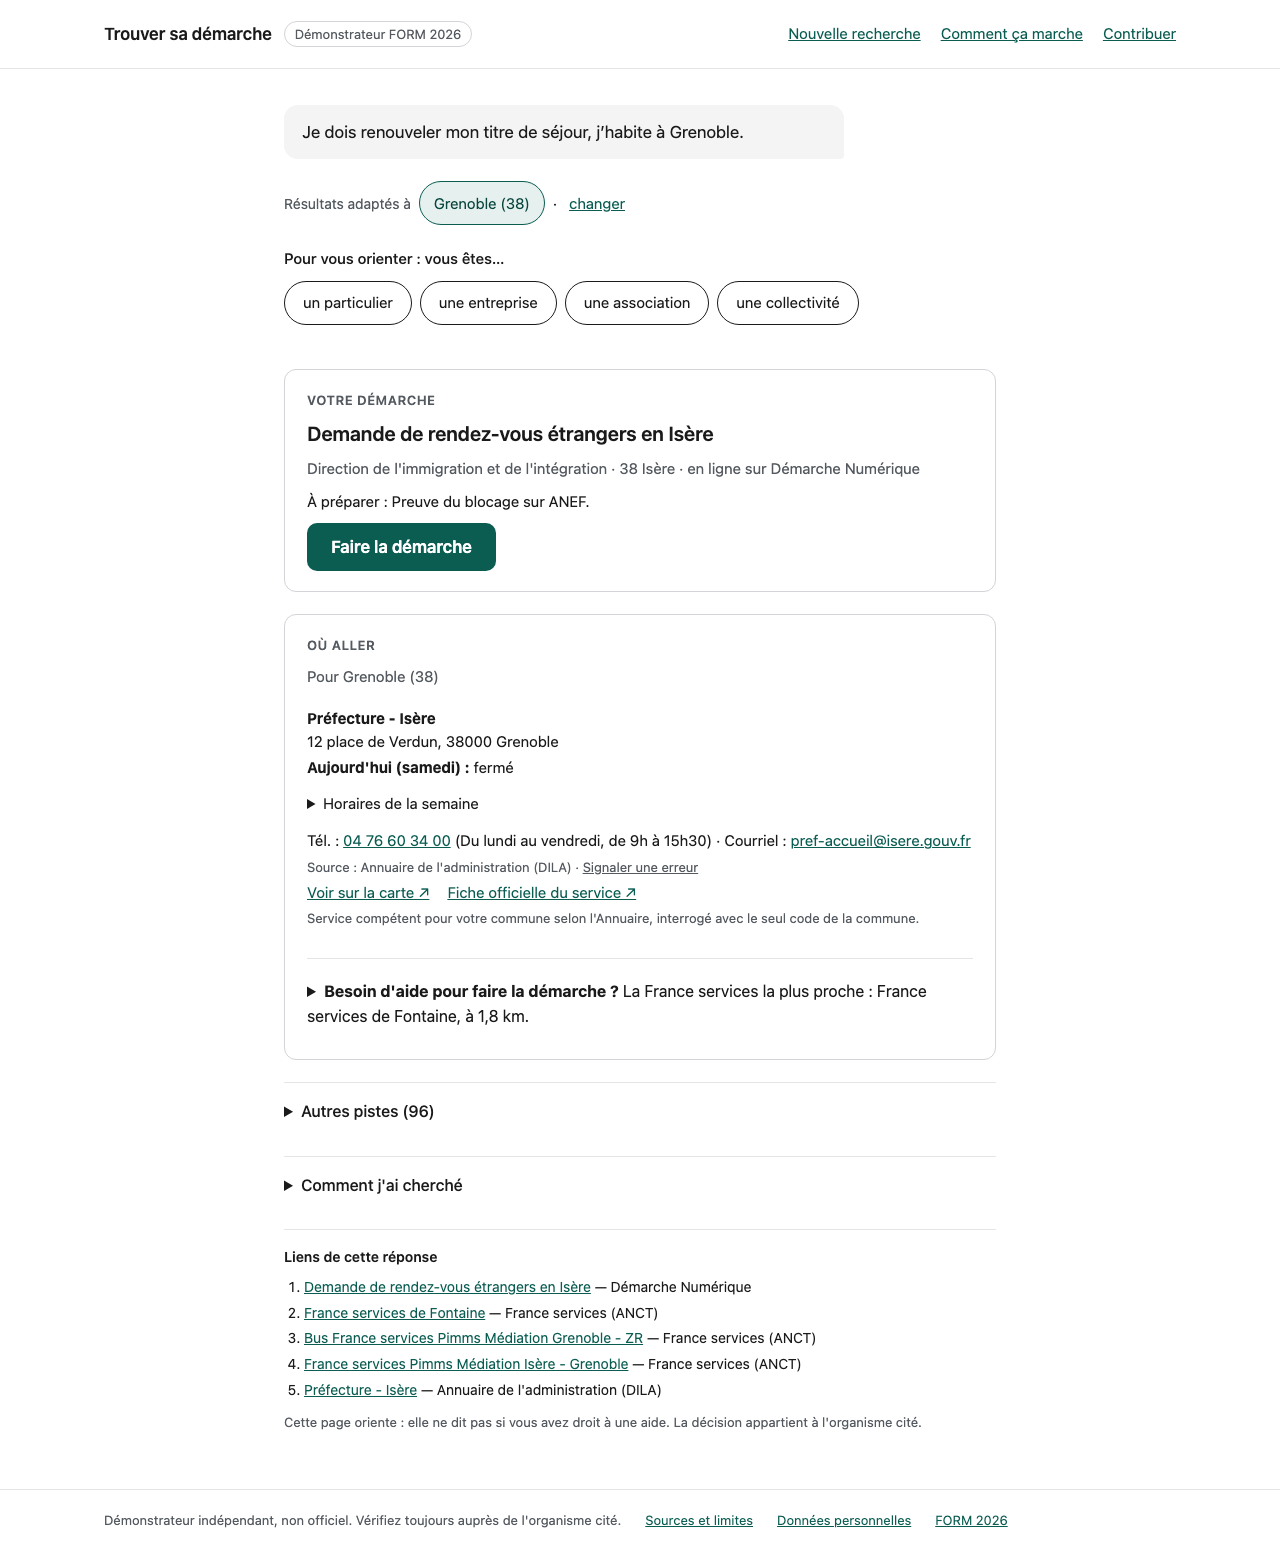 Trouver sa démarche
Démonstrateur FORM 2026
Nouvelle recherche
Comment ça marche
Contribuer
Je dois renouveler mon titre de séjour, j’habite à Grenoble.
Résultats adaptés à Grenoble (38) · changer
Pour vous orienter : vous êtes...
un particulier
une entreprise
une association
une collectivité
VOTRE DÉMARCHE
Demande de rendez-vous étrangers en Isère
Direction de l'immigration et de l'intégration · 38 Isère · en ligne sur Démarche Numérique
À préparer : Preuve du blocage sur ANEF.
Faire la démarche
OÙ ALLER
Pour Grenoble (38)
Préfecture - Isère
12 place de Verdun, 38000 Grenoble
Aujourd'hui (samedi) : fermé
▶ Horaires de la semaine
Tél. : 04 76 60 34 00 (Du lundi au vendredi, de 9h à 15h30) · Courriel : pref-accueil@isere.gouv.fr
Source : Annuaire de l'administration (DILA) · Signaler une erreur
Voir sur la carte ↗ Fiche officielle du service ↗
Service compétent pour votre commune selon l'Annuaire, interrogé avec le seul code de la commune.
▶ Besoin d'aide pour faire la démarche ? La France services la plus proche : France
services de Fontaine, à 1,8 km.
▶ Autres pistes (96)
▶ Comment j'ai cherché
Liens de cette réponse
1. Demande de rendez-vous étrangers en Isère — Démarche Numérique
2. France services de Fontaine — France services (ANCT)
3. Bus France services Pimms Médiation Grenoble - ZR — France services (ANCT)
4. France services Pimms Médiation Isère - Grenoble — France services (ANCT)
5. Préfecture - Isère — Annuaire de l'administration (DILA)
Cette page oriente : elle ne dit pas si vous avez droit à une aide. La décision appartient à l'organisme cité.
Démonstrateur indépendant, non officiel. Vérifiez toujours auprès de l'organisme cité.
Sources et limites
Données personnelles
FORM 2026